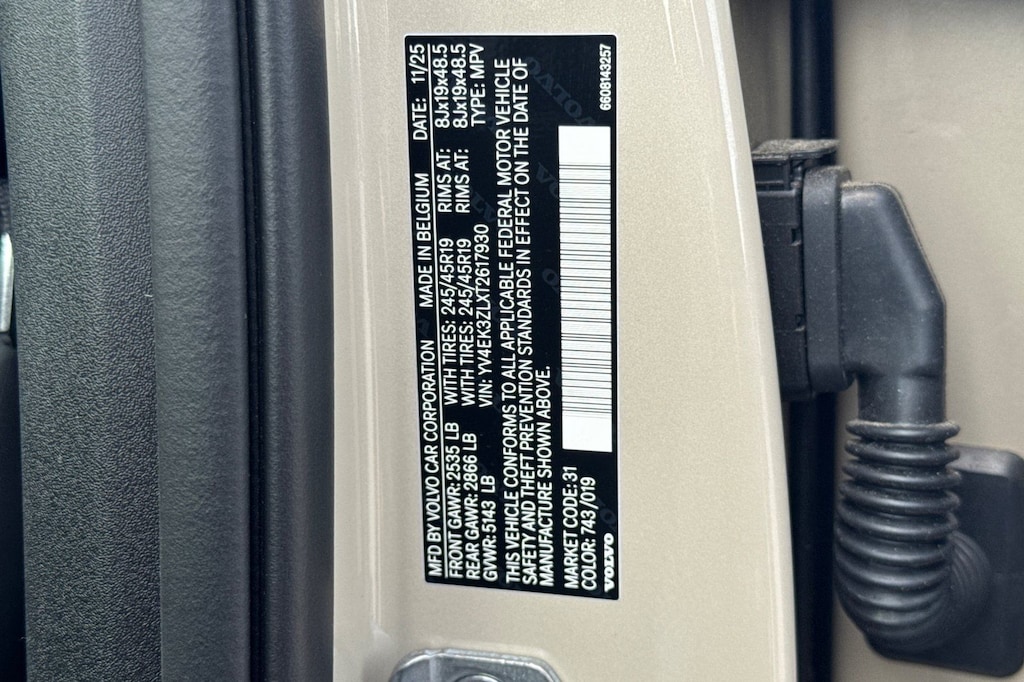 MFD BY VOLVO CAR CORPORATION MADE IN BELGIUM DATE: 11/25
FRONT GAWR: 2535 LB WITH TIRES: 245/45R19 RIMS AT: 8Jx19x48.5
REAR GAWR: 2866 LB WITH TIRES: 245/45R19 RIMS AT: 8Jx19x48.5
GVWR: 5143 LB VIN: YV4EK3ZLXT2617930 TYPE: MPV
THIS VEHICLE CONFORMS TO ALL APPLICABLE FEDERAL MOTOR VEHICLE
SAFETY AND THEFT PREVENTION STANDARDS IN EFFECT ON THE DATE OF
MANUFACTURE SHOWN ABOVE.
MARKET CODE: 31
COLOR: 743/019
VOLVO
6608143257